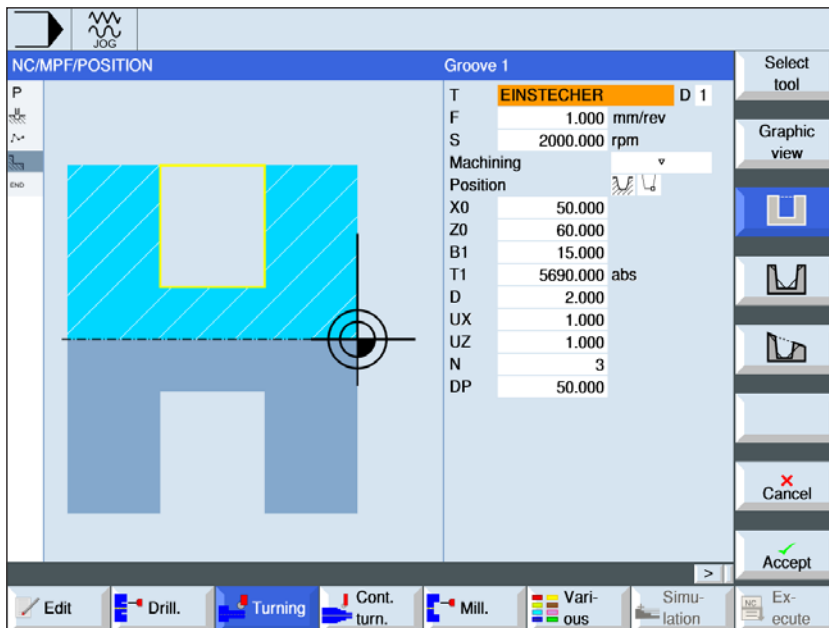 JOG
NC/MPF/POSITION
Groove 1
P
END
T EINSTECHER D 1
F 1.000 mm/rev
S 2000.000 rpm
Machining ▿
Position
X0 50.000
Z0 60.000
B1 15.000
T1 5690.000 abs
D 2.000
UX 1.000
UZ 1.000
N 3
DP 50.000
>
Select
tool
Graphic
view
Cancel
Accept
Edit
Drill.
Turning
Cont.
turn.
Mill.
Vari-
ous
Simu-
lation
NC
Ex-
ecute